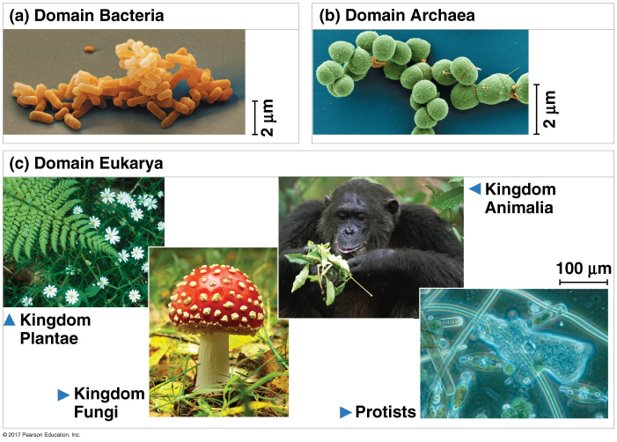 (a) Domain Bacteria
2 µm
(b) Domain Archaea
2 µm
(c) Domain Eukarya
Kingdom
Plantae
Kingdom
Fungi
Kingdom
Animalia
100 µm
Protists
© 2017 Pearson Education, Inc.